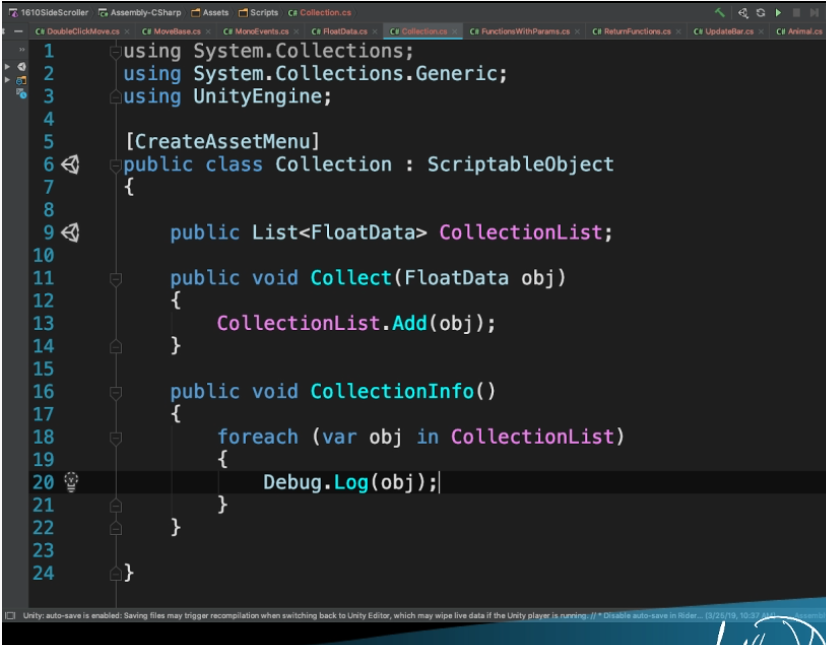 1610SideScroller Assembly-CSharp Assets Scripts C# Collection.cs
C# DoubleClickMove.cs C# MoveBase.cs C# MonoEvents.cs C# FloatData.cs C# Collection.cs C# FunctionsWithParams.cs C# ReturnFunctions.cs C# UpdateBar.cs C# Animal.cs
1 using System.Collections;
2 using System.Collections.Generic;
3 using UnityEngine;
4
5 [CreateAssetMenu]
6 public class Collection : ScriptableObject
7 {
8
9 public List<FloatData> CollectionList;
10
11 public void Collect(FloatData obj)
12 {
13 CollectionList.Add(obj);
14 }
15
16 public void CollectionInfo()
17 {
18 foreach (var obj in CollectionList)
19 {
20 Debug.Log(obj);
21 }
22 }
23
24 }
Unity: auto-save is enabled: Saving files may trigger recompilation when switching back to Unity Editor, which may wipe live data if the Unity player is running. // * Disable auto-save in Rider... (3/25/19, 10:37 AM)